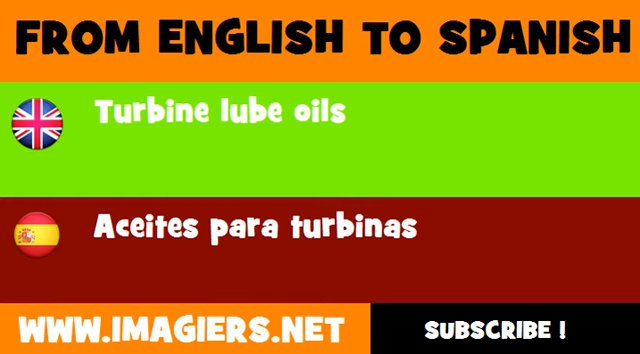 FROM ENGLISH TO SPANISH
Turbine lube oils
Aceites para turbinas
WWW.IMAGIERS.NET
SUBSCRIBE !